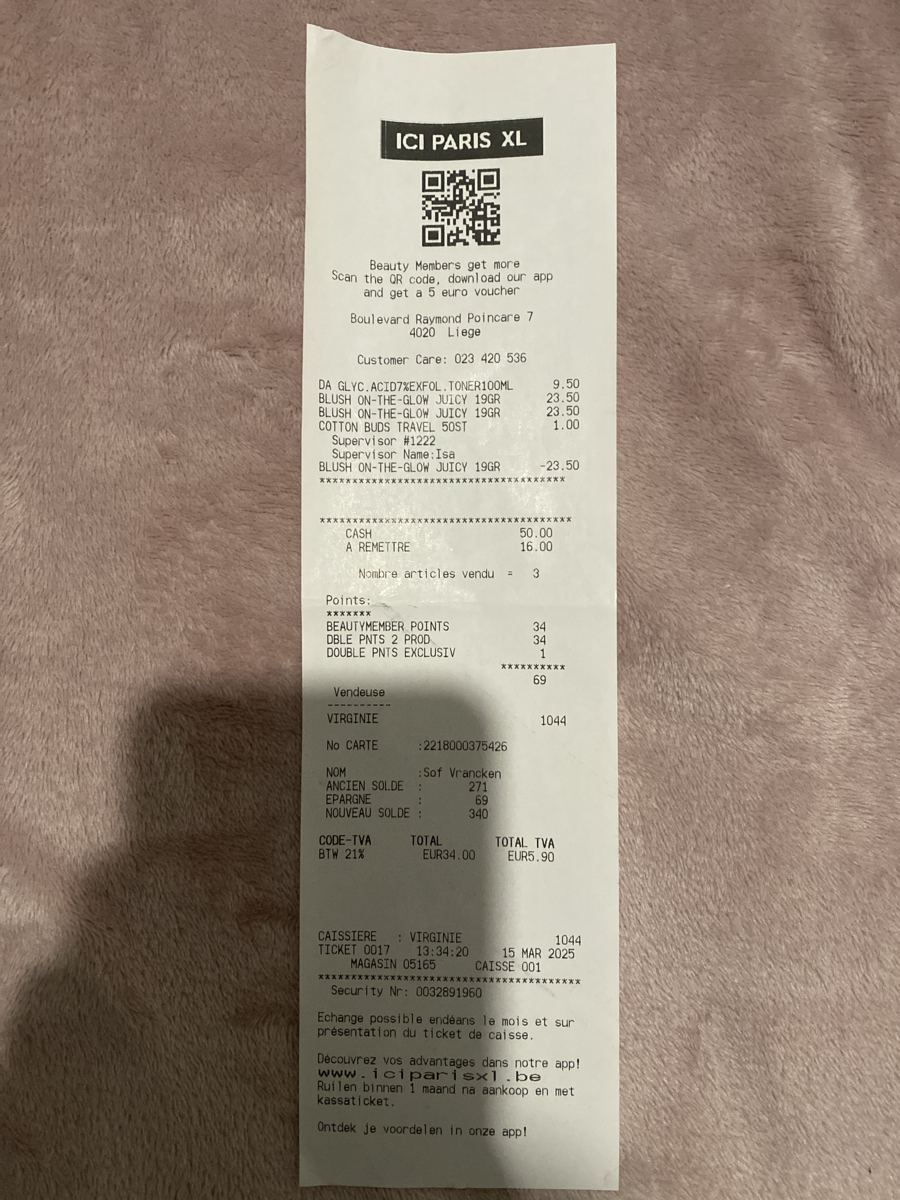 ICI PARIS XL
Beauty Members get more
Scan the QR code, download our app
and get a 5 euro voucher
Boulevard Raymond Poincare 7
4020 Liege
Customer Care: 023 420 536
DA GLYC.ACID7%EXFOL.TONER100ML 9.50
BLUSH ON-THE-GLOW JUICY 19GR 23.50
BLUSH ON-THE-GLOW JUICY 19GR 23.50
COTTON BUDS TRAVEL 50ST 1.00
Supervisor #1222
Supervisor Name:Isa
BLUSH ON-THE-GLOW JUICY 19GR -23.50
*************************************
*************************************
CASH 50.00
A REMETTRE 16.00
Nombre articles vendu = 3
Points:
*******
BEAUTYMEMBER POINTS 34
DBLE PNTS 2 PROD 34
DOUBLE PNTS EXCLUSIV 1
**********
69
Vendeuse
----------
VIRGINIE 1044
No CARTE :2218000375426
NOM :Sof Vrancken
ANCIEN SOLDE : 271
EPARGNE : 69
NOUVEAU SOLDE : 340
CODE-TVA TOTAL TOTAL TVA
BTW 21% EUR34.00 EUR5.90
CAISSIERE : VIRGINIE 1044
TICKET 0017 13:34:20 15 MAR 2025
MAGASIN 05165 CAISSE 001
**************************************
Security Nr: 0032891960
Echange possible endéans le mois et sur
présentation du ticket de caisse.
Découvrez vos advantages dans notre app!
www.iciparisxl.be
Ruilen binnen 1 maand na aankoop en met
kassaticket.
Ontdek je voordelen in onze app!